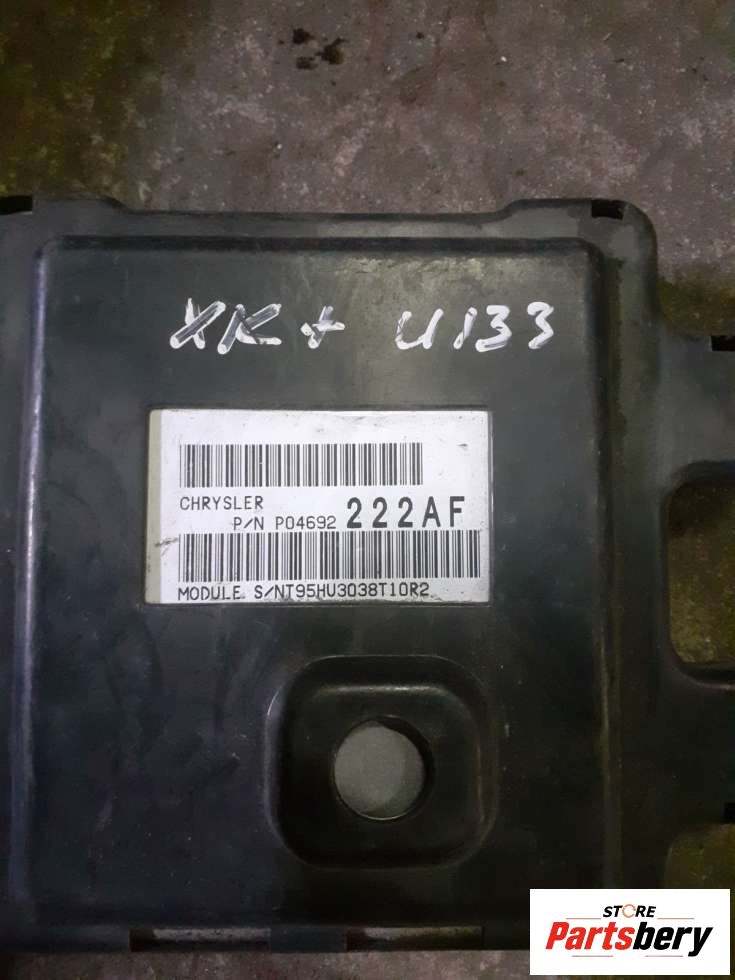 XK + U133
CHRYSLER
P/N P04692 222AF
MODULE S/NT95HU3038T10R2
STORE
Partsbery